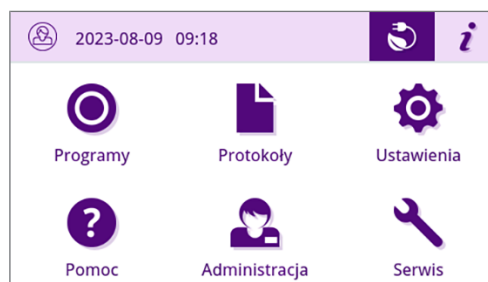 2023-08-09 09:18 i
Programy Protokoły Ustawienia
?
Pomoc Administracja Serwis